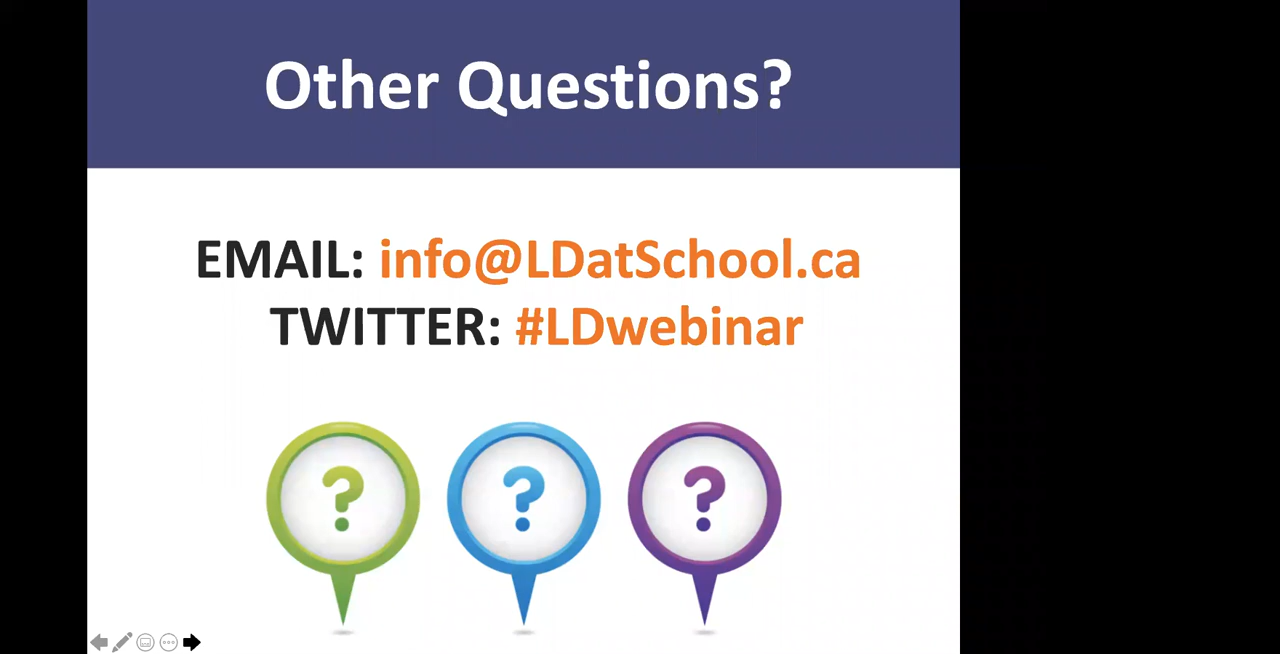 Other Questions?
EMAIL: info@LDatSchool.ca
TWITTER: #LDwebinar
? ? ?